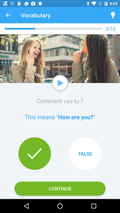 Vocabulary
3/18
Comment vas tu ?
This means "How are you?"
FALSE
CONTINUE